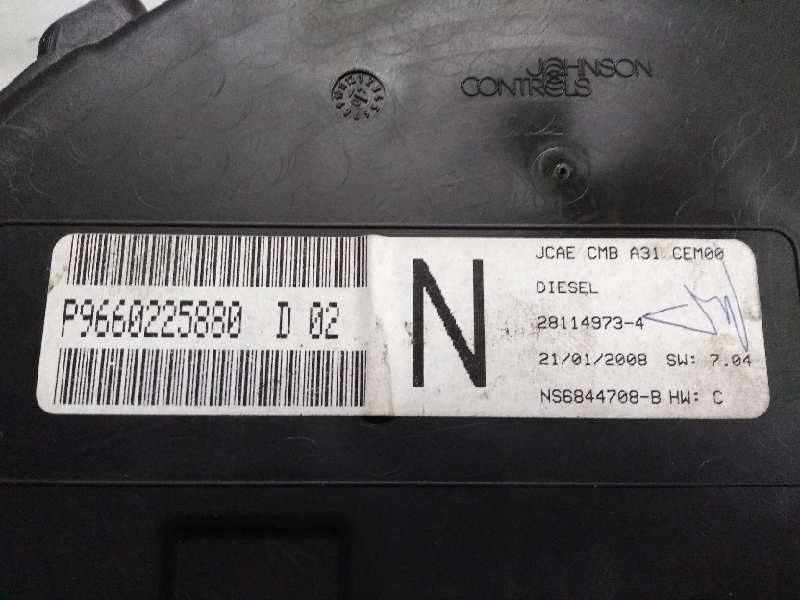 JOHNSON
CONTROLS
P9660225880 D 02
N
JCAE CMB A31 CEM00
DIESEL
28114973-4
21/01/2008 SW: 7.04
NS6844708-B HW: C